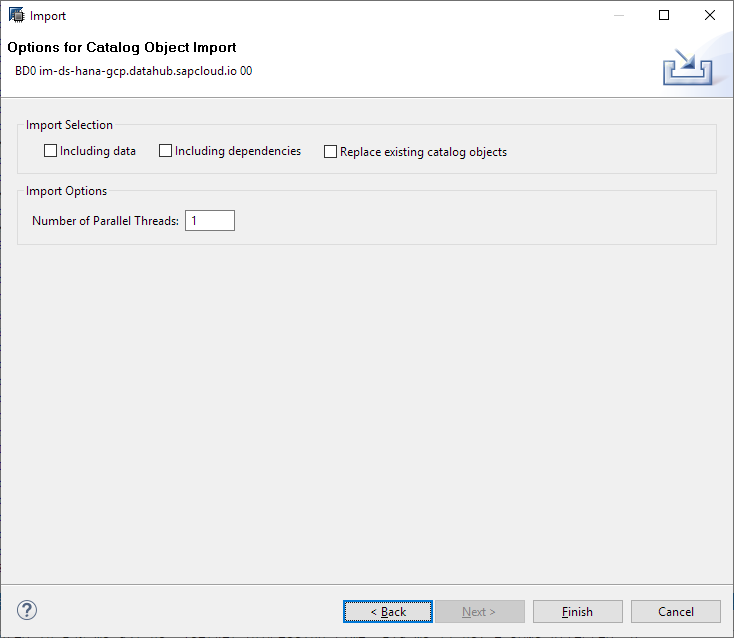 Import
Options for Catalog Object Import
BD0 im-ds-hana-gcp.datahub.sapcloud.io 00
Import Selection
Including data Including dependencies Replace existing catalog objects
Import Options
Number of Parallel Threads: 1
? < Back Next > Finish Cancel